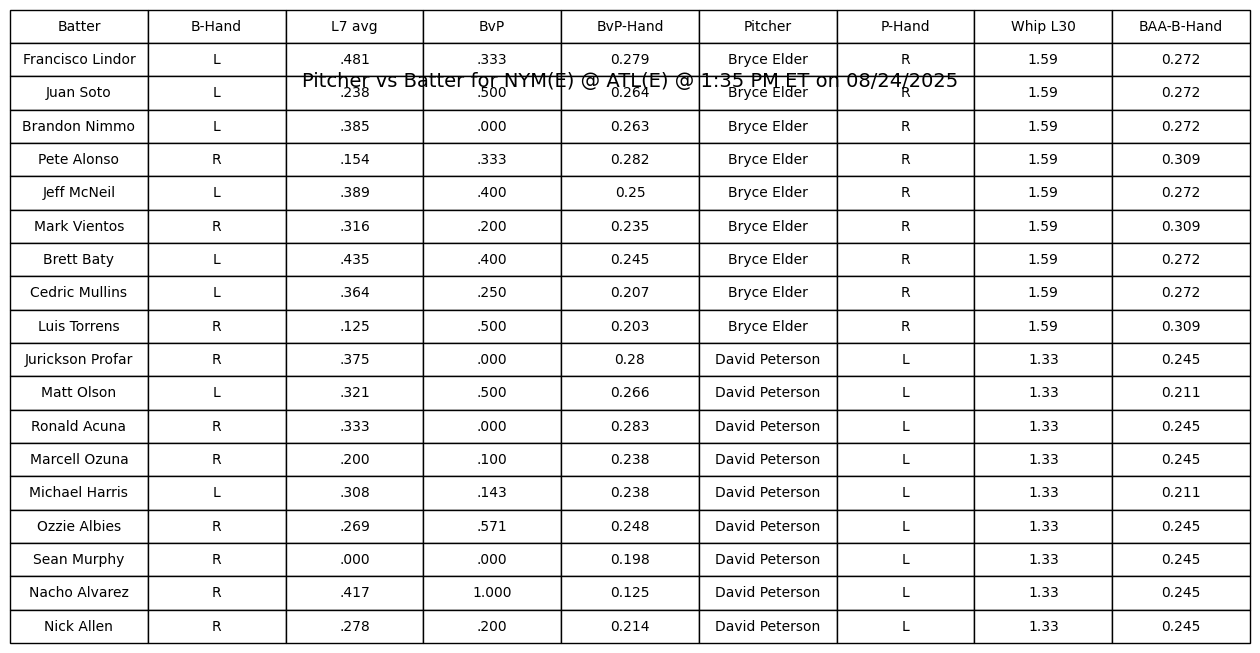 Batter B-Hand L7 avg BvP BvP-Hand Pitcher P-Hand Whip L30 BAA-B-Hand
Francisco Lindor L .481 .333 0.279 Bryce Elder R 1.59 0.272
Pitcher vs Batter for NYM(E) @ ATL(E) @ 1:35 PM ET on 08/24/2025
Juan Soto L .238 .500 0.264 Bryce Elder R 1.59 0.272
Brandon Nimmo L .385 .000 0.263 Bryce Elder R 1.59 0.272
Pete Alonso R .154 .333 0.282 Bryce Elder R 1.59 0.309
Jeff McNeil L .389 .400 0.25 Bryce Elder R 1.59 0.272
Mark Vientos R .316 .200 0.235 Bryce Elder R 1.59 0.309
Brett Baty L .435 .400 0.245 Bryce Elder R 1.59 0.272
Cedric Mullins L .364 .250 0.207 Bryce Elder R 1.59 0.272
Luis Torrens R .125 .500 0.203 Bryce Elder R 1.59 0.309
Jurickson Profar R .375 .000 0.28 David Peterson L 1.33 0.245
Matt Olson L .321 .500 0.266 David Peterson L 1.33 0.211
Ronald Acuna R .333 .000 0.283 David Peterson L 1.33 0.245
Marcell Ozuna R .200 .100 0.238 David Peterson L 1.33 0.245
Michael Harris L .308 .143 0.238 David Peterson L 1.33 0.211
Ozzie Albies R .269 .571 0.248 David Peterson L 1.33 0.245
Sean Murphy R .000 .000 0.198 David Peterson L 1.33 0.245
Nacho Alvarez R .417 1.000 0.125 David Peterson L 1.33 0.245
Nick Allen R .278 .200 0.214 David Peterson L 1.33 0.245